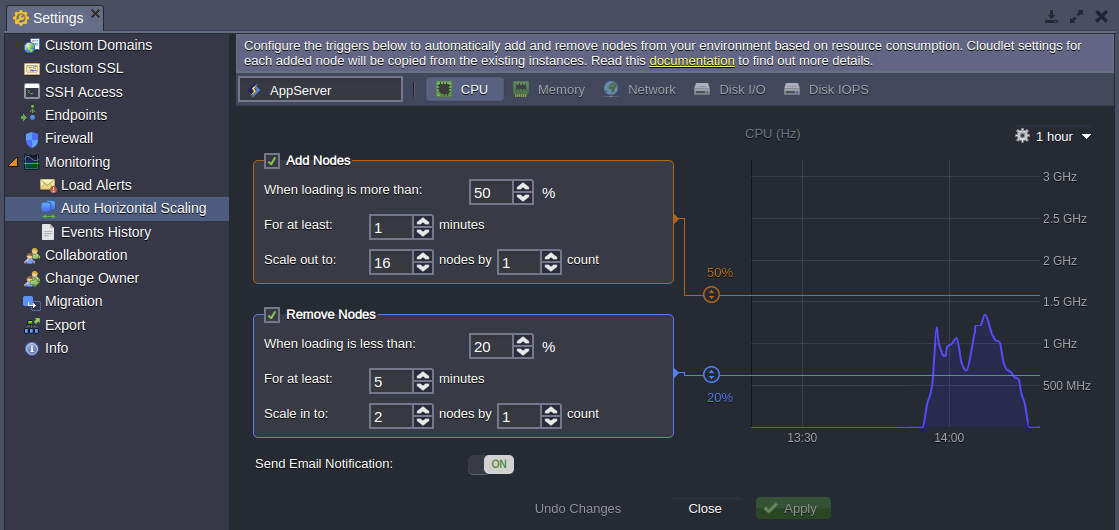 Settings
Custom Domains
Custom SSL
SSH Access
Endpoints
Firewall
Monitoring
Load Alerts
Auto Horizontal Scaling
Events History
Collaboration
Change Owner
Migration
Export
Info
Configure the triggers below to automatically add and remove nodes from your environment based on resource consumption. Cloudlet settings for
each added node will be copied from the existing instances. Read this documentation to find out more details.
AppServer
CPU
Memory
Network
Disk I/O
Disk IOPS
Add Nodes
When loading is more than: 50 %
For at least: 1 minutes
Scale out to: 16 nodes by 1 count
Remove Nodes
When loading is less than: 20 %
For at least: 5 minutes
Scale in to: 2 nodes by 1 count
Send Email Notification: ON
CPU (Hz)
1 hour
3 GHz
2.5 GHz
2 GHz
50%
1.5 GHz
1 GHz
500 MHz
20%
13:30
14:00
Undo Changes
Close
Apply